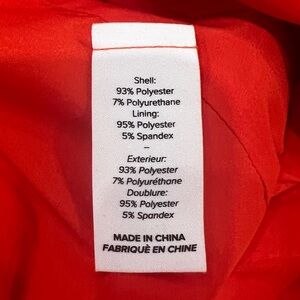 Shell:
93% Polyester
7% Polyurethane
Lining:
95% Polyester
5% Spandex
–
Exterieur:
93% Polyester
7% Polyuréthane
Doublure:
95% Polyester
5% Spandex
MADE IN CHINA
FABRIQUÉ EN CHINE